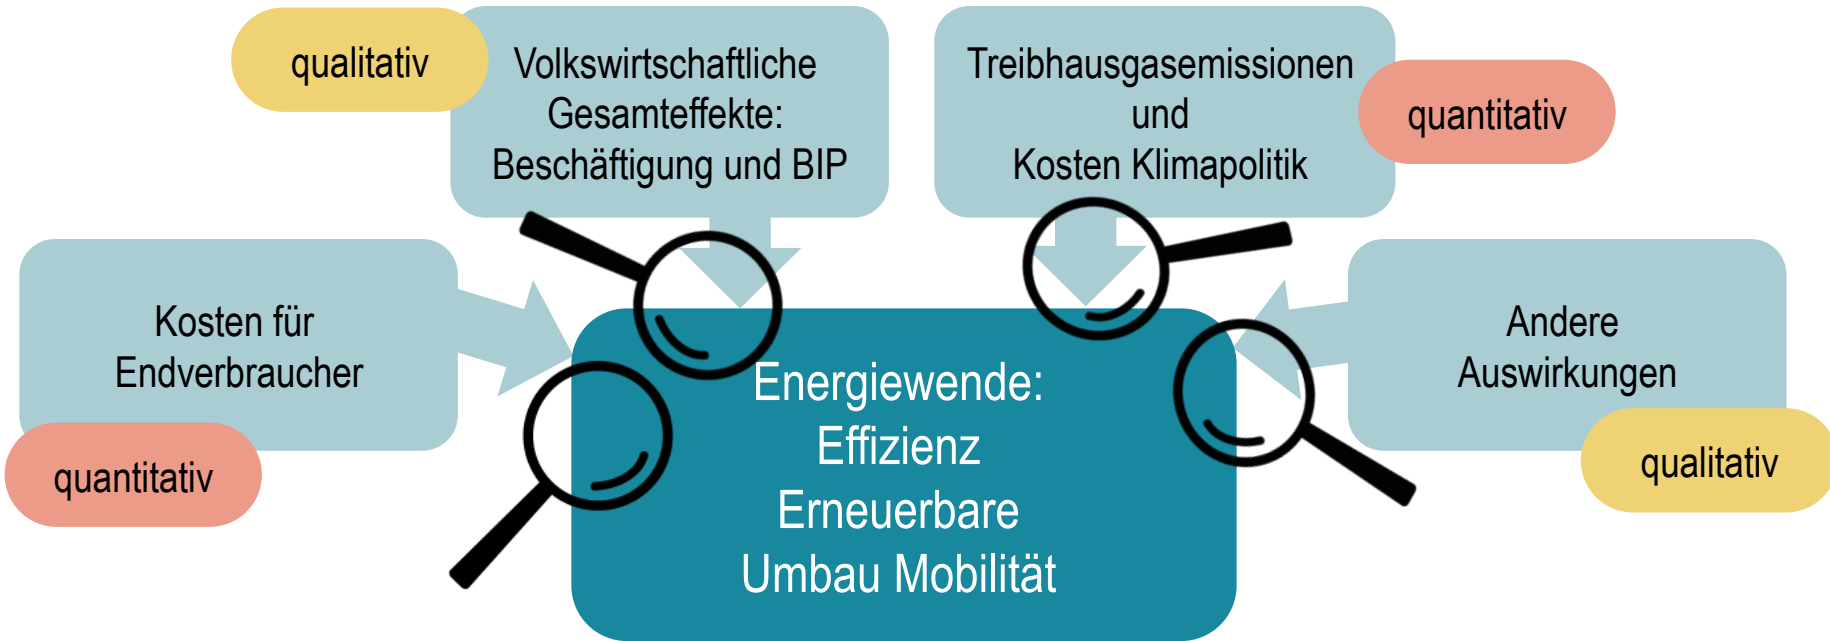 qualitativ
Volkswirtschaftliche
Gesamteffekte:
Beschäftigung und BIP
Treibhausgasemissionen
und
Kosten Klimapolitik
quantitativ
Kosten für
Endverbraucher
quantitativ
Andere
Auswirkungen
qualitativ
Energiewende:
Effizienz
Erneuerbare
Umbau Mobilität